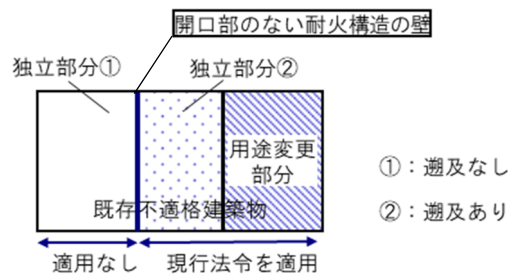 開口部のない耐火構造の壁
独立部分①
独立部分②
用途変更
部分
既存不適格建築物
①：遡及なし
②：遡及あり
適用なし
現行法令を適用